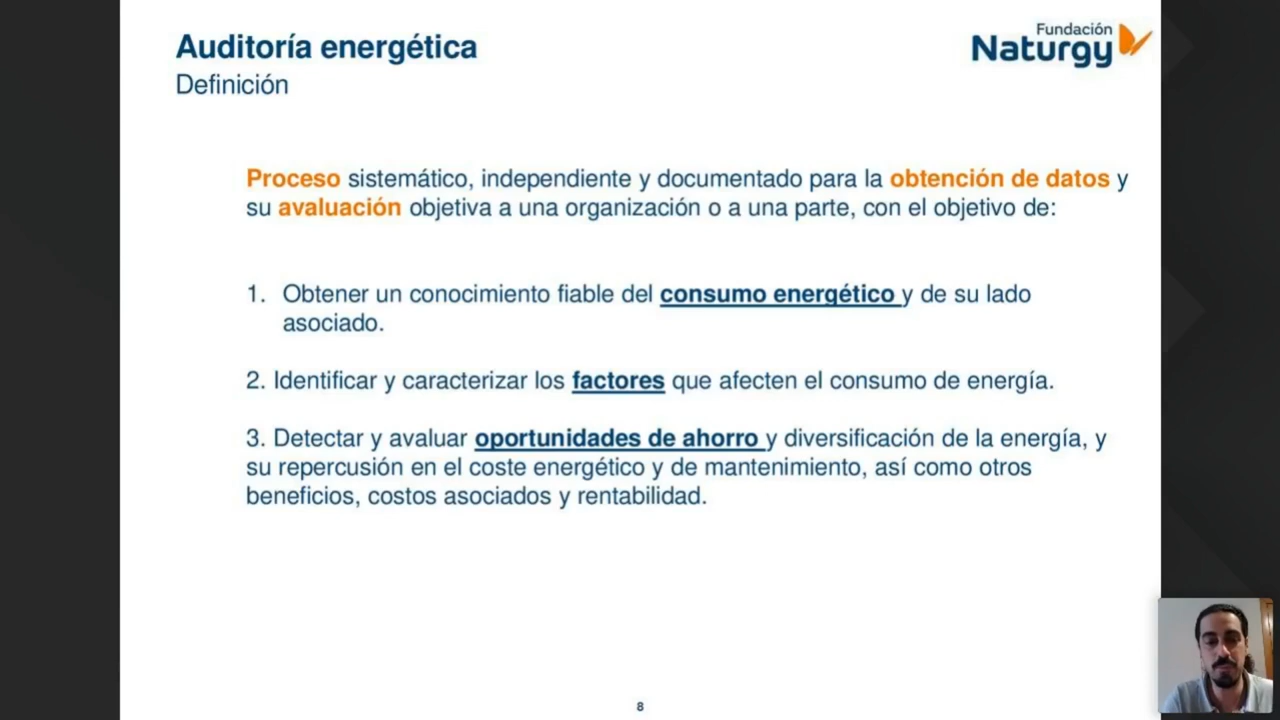 Auditoría energética
Definición
Fundación
Naturgy
Proceso sistemático, independiente y documentado para la obtención de datos y
su avaluación objetiva a una organización o a una parte, con el objetivo de:
1. Obtener un conocimiento fiable del consumo energético y de su lado
asociado.
2. Identificar y caracterizar los factores que afecten el consumo de energía.
3. Detectar y avaluar oportunidades de ahorro y diversificación de la energía, y
su repercusión en el coste energético y de mantenimiento, así como otros
beneficios, costos asociados y rentabilidad.
8